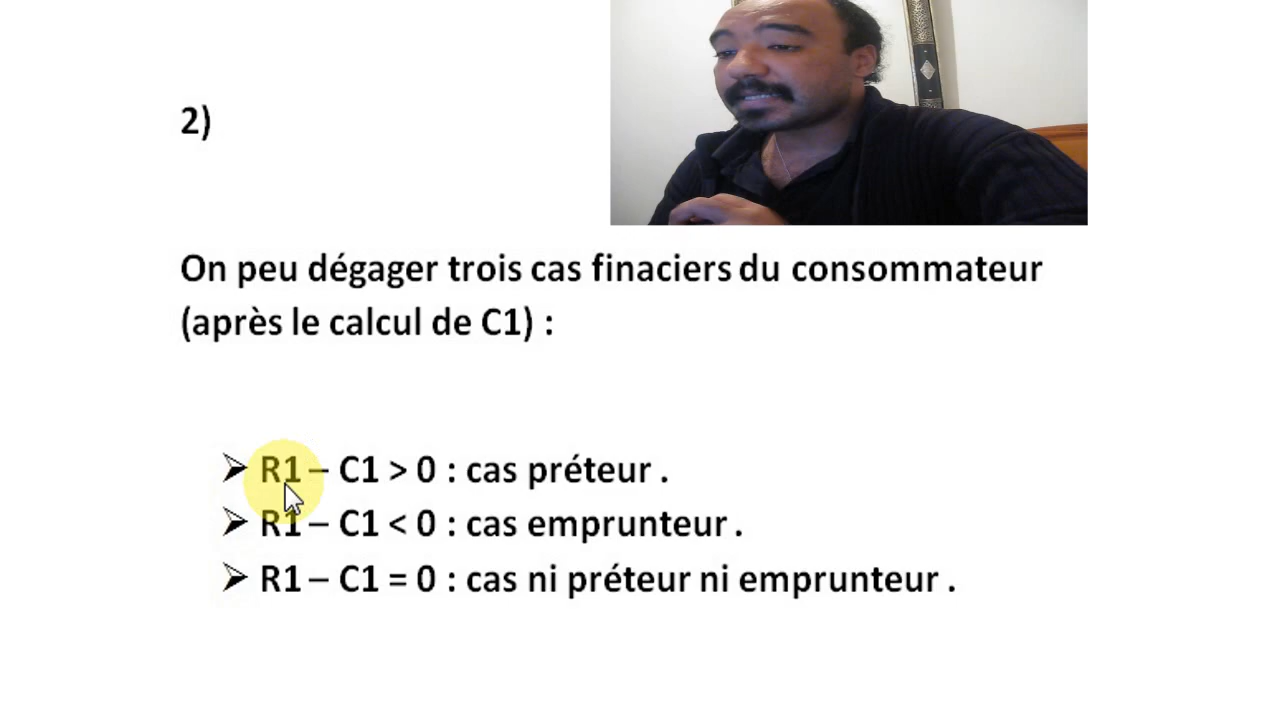 2)
On peu dégager trois cas finaciers du consommateur
(après le calcul de C1) :
➢ R1 – C1 > 0 : cas préteur .
➢ R1 – C1 < 0 : cas emprunteur .
➢ R1 – C1 = 0 : cas ni préteur ni emprunteur .